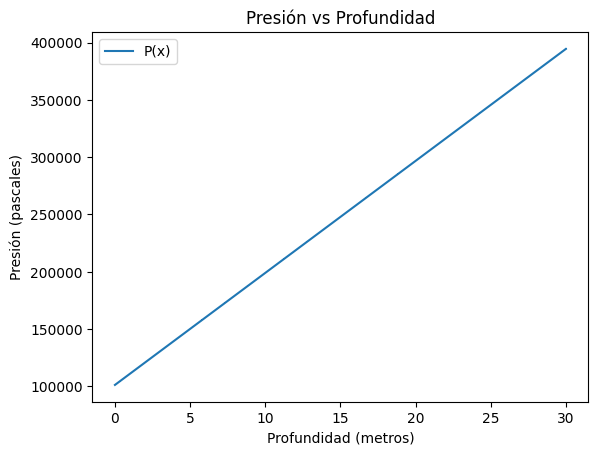 Presión vs Profundidad
P(x)
Presión (pascales)
400000
350000
300000
250000
200000
150000
100000
0 5 10 15 20 25 30
Profundidad (metros)